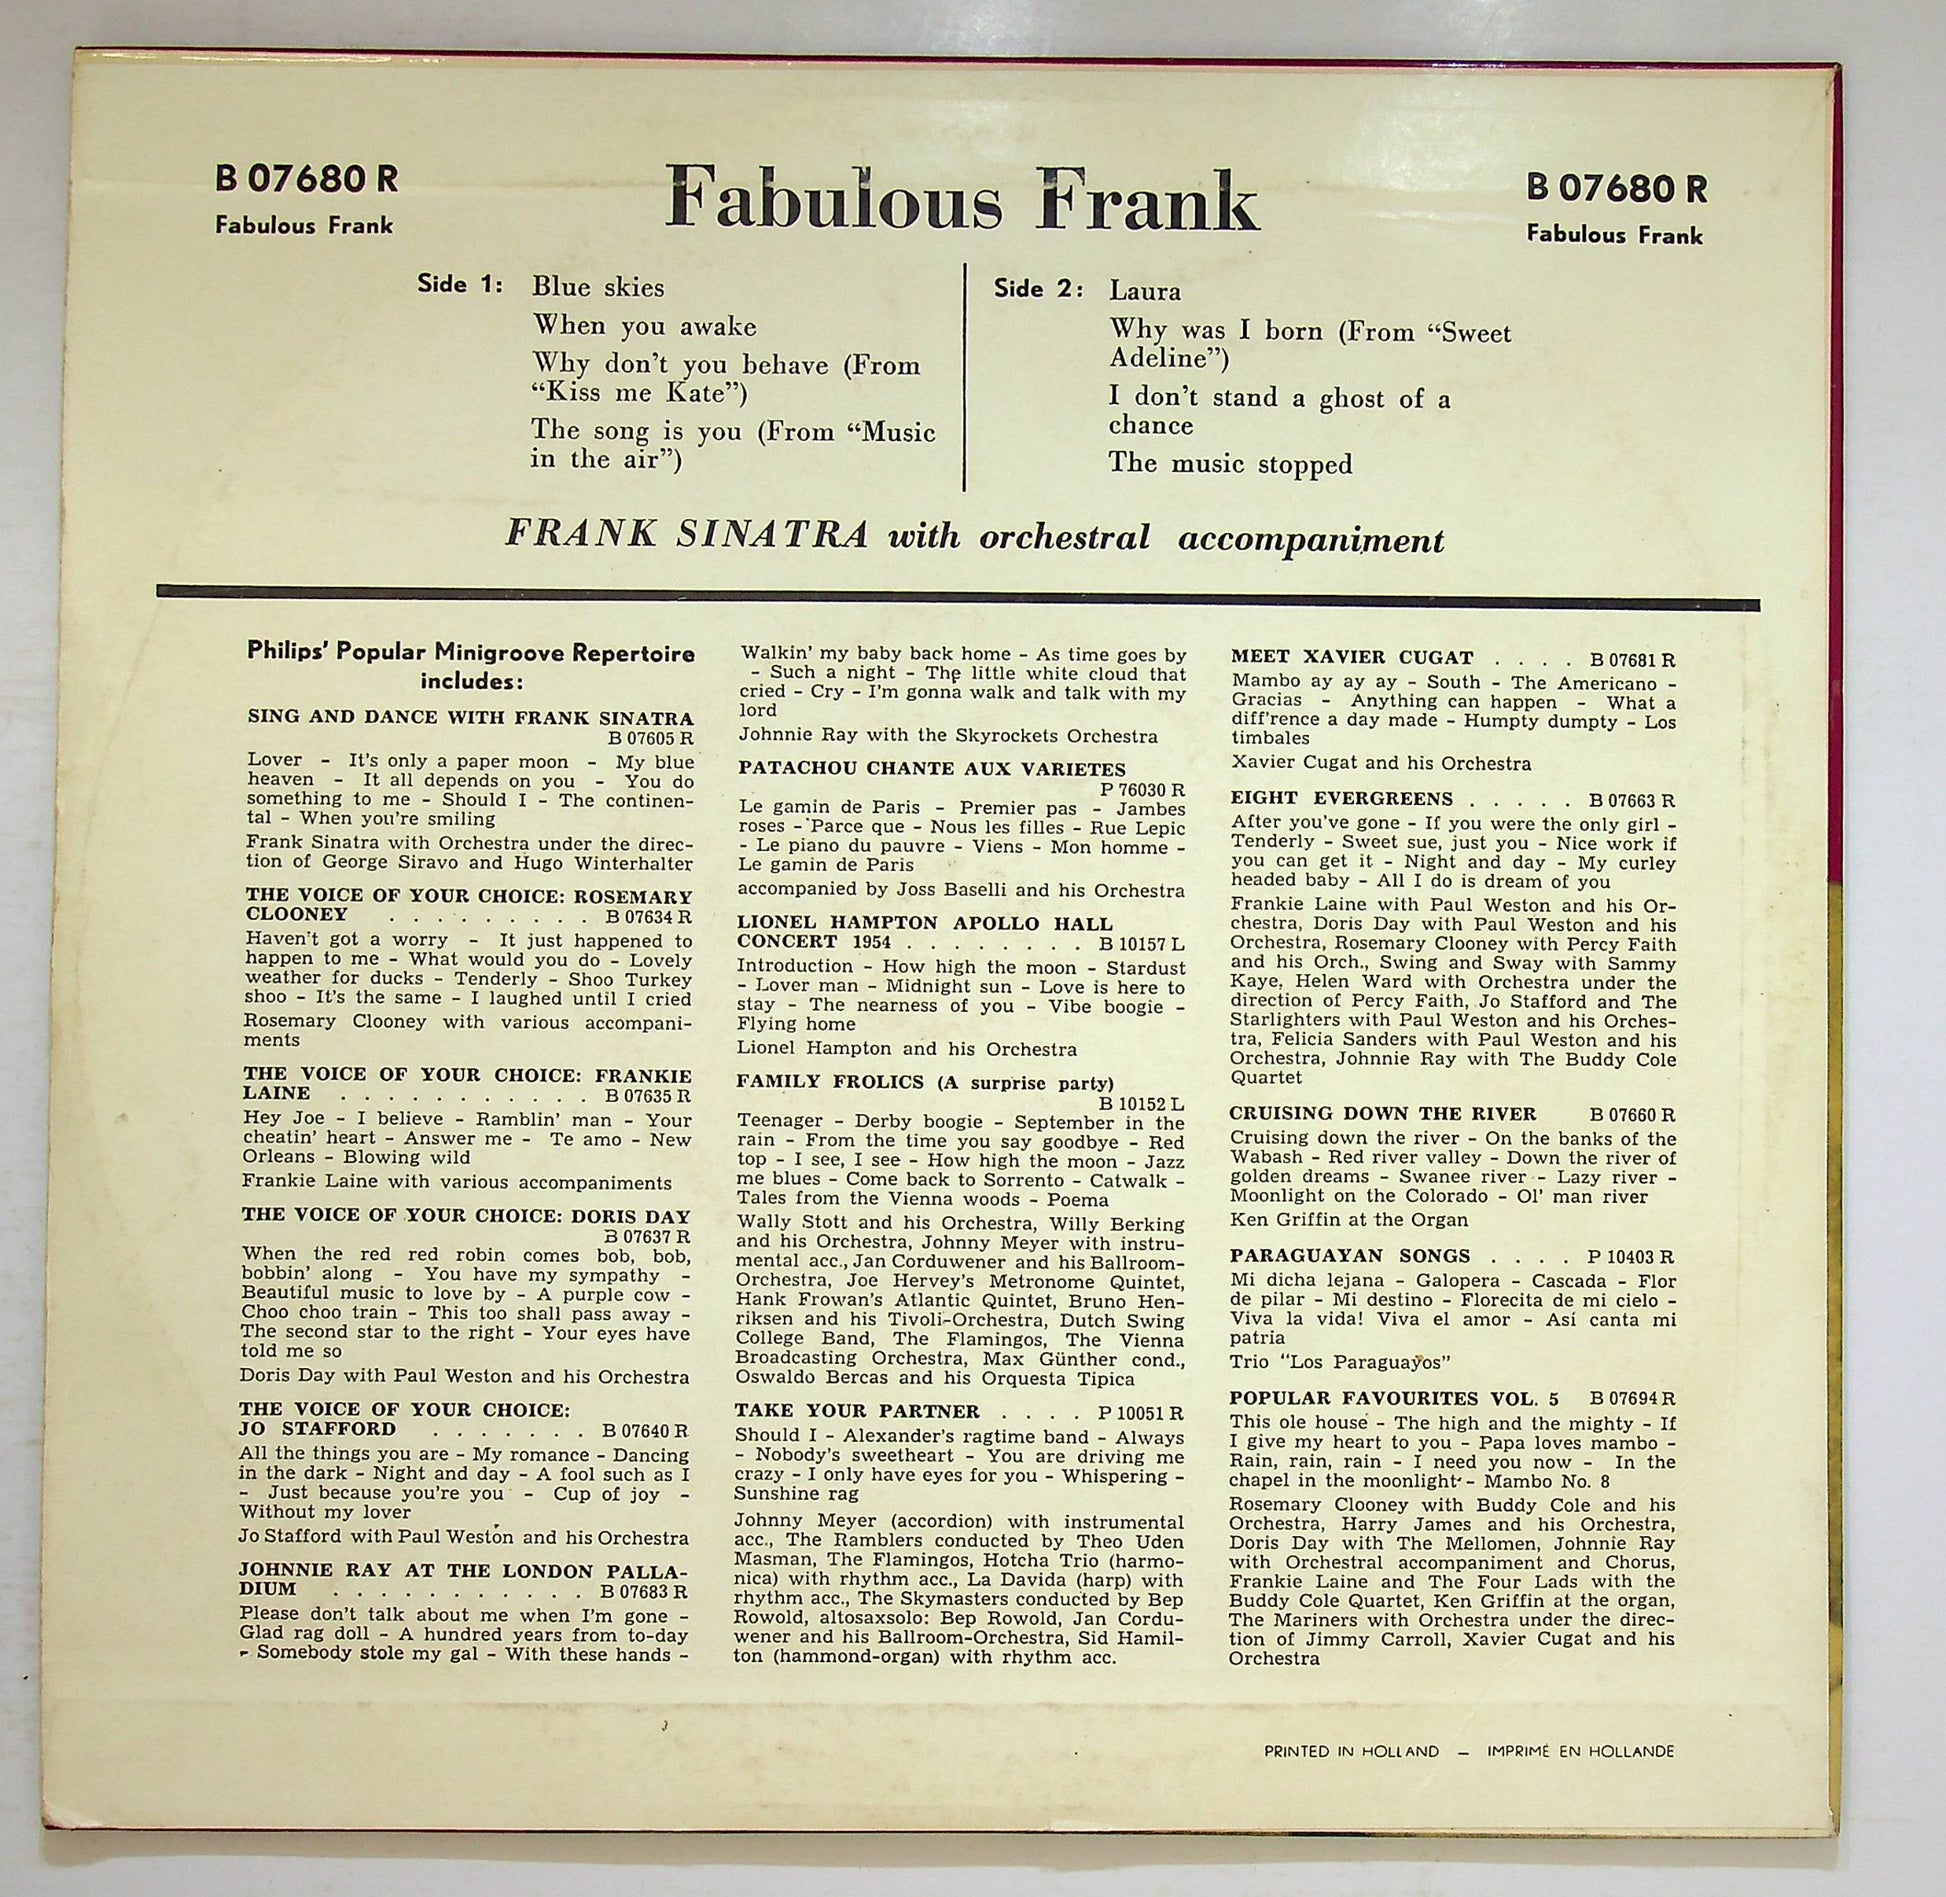 B 07680 R
Fabulous Frank
Fabulous Frank
B 07680 R
Fabulous Frank
Side 1: Blue skies
When you awake
Why don't you behave (From
“Kiss me Kate”)
The song is you (From “Music
in the air”)
Side 2: Laura
Why was I born (From “Sweet
Adeline”)
I don't stand a ghost of a
chance
The music stopped
FRANK SINATRA with orchestral accompaniment
Philips' Popular Minigroove Repertoire
includes:
SING AND DANCE WITH FRANK SINATRA
B 07605 R
Lover - It's only a paper moon - My blue
heaven - It all depends on you - You do
something to me - Should I - The continen-
tal - When you're smiling
Frank Sinatra with Orchestra under the direc-
tion of George Siravo and Hugo Winterhalter
THE VOICE OF YOUR CHOICE: ROSEMARY
CLOONEY . . . . . . . . . B 07634 R
Haven't got a worry - It just happened to
happen to me - What would you do - Lovely
weather for ducks - Tenderly - Shoo Turkey
shoo - It's the same - I laughed until I cried
Rosemary Clooney with various accompani-
ments
THE VOICE OF YOUR CHOICE: FRANKIE
LAINE . . . . . . . . . . . B 07635 R
Hey Joe - I believe - Ramblin' man - Your
cheatin' heart - Answer me - Te amo - New
Orleans - Blowing wild
Frankie Laine with various accompaniments
THE VOICE OF YOUR CHOICE: DORIS DAY
B 07637 R
When the red red robin comes bob, bob,
bobbin' along - You have my sympathy -
Beautiful music to love by - A purple cow -
Choo choo train - This too shall pass away -
The second star to the right - Your eyes have
told me so
Doris Day with Paul Weston and his Orchestra
THE VOICE OF YOUR CHOICE:
JO STAFFORD . . . . . . . B 07640 R
All the things you are - My romance - Dancing
in the dark - Night and day - A fool such as I
- Just because you're you - Cup of joy -
Without my lover
Jo Stafford with Paul Weston and his Orchestra
JOHNNIE RAY AT THE LONDON PALLA-
DIUM . . . . . . . . . . . B 07683 R
Please don't talk about me when I'm gone -
Glad rag doll - A hundred years from to-day
- Somebody stole my gal - With these hands -
Walkin' my baby back home - As time goes by
- Such a night - The little white cloud that
cried - Cry - I'm gonna walk and talk with my
lord
Johnnie Ray with the Skyrockets Orchestra
PATACHOU CHANTE AUX VARIETES
P 76030 R
Le gamin de Paris - Premier pas - Jambes
roses - Parce que - Nous les filles - Rue Lepic
- Le piano du pauvre - Viens - Mon homme -
Le gamin de Paris
accompanied by Joss Baselli and his Orchestra
LIONEL HAMPTON APOLLO HALL
CONCERT 1954 . . . . . . . . B 10157 L
Introduction - How high the moon - Stardust
- Lover man - Midnight sun - Love is here to
stay - The nearness of you - Vibe boogie -
Flying home
Lionel Hampton and his Orchestra
FAMILY FROLICS (A surprise party)
B 10152 L
Teenager - Derby boogie - September in the
rain - From the time you say goodbye - Red
top - I see, I see - How high the moon - Jazz
me blues - Come back to Sorrento - Catwalk -
Tales from the Vienna woods - Poema
Wally Stott and his Orchestra, Willy Berking
and his Orchestra, Johnny Meyer with instru-
mental acc., Jan Corduwener and his Ballroom-
Orchestra, Joe Hervey's Metronome Quintet,
Hank Frowan's Atlantic Quintet, Bruno Hen-
riksen and his Tivoli-Orchestra, Dutch Swing
College Band, The Flamingos, The Vienna
Broadcasting Orchestra, Max Günther cond.,
Oswaldo Bercas and his Orquesta Tipica
TAKE YOUR PARTNER . . . . P 10051 R
Should I - Alexander's ragtime band - Always
- Nobody's sweetheart - You are driving me
crazy - I only have eyes for you - Whispering -
Sunshine rag
Johnny Meyer (accordion) with instrumental
acc., The Ramblers conducted by Theo Uden
Masman, The Flamingos, Hotcha Trio (harmo-
nica) with rhythm acc., La Davida (harp) with
rhythm acc., The Skymasters conducted by Bep
Rowold, altosaxsolo: Bep Rowold, Jan Cordu-
wener and his Ballroom-Orchestra, Sid Hamil-
ton (hammond-organ) with rhythm acc.
MEET XAVIER CUGAT . . . . B 07681 R
Mambo ay ay ay - South - The Americano -
Gracias - Anything can happen - What a
diff'rence a day made - Humpty dumpty - Los
timbales
Xavier Cugat and his Orchestra
EIGHT EVERGREENS . . . . . B 07663 R
After you've gone - If you were the only girl -
Tenderly - Sweet sue, just you - Nice work if
you can get it - Night and day - My curley
headed baby - All I do is dream of you
Frankie Laine with Paul Weston and his Or-
chestra, Doris Day with Paul Weston and his
Orchestra, Rosemary Clooney with Percy Faith
and his Orch., Swing and Sway with Sammy
Kaye, Helen Ward with Orchestra under the
direction of Percy Faith, Jo Stafford and The
Starlighters with Paul Weston and his Orches-
tra, Felicia Sanders with Paul Weston and his
Orchestra, Johnnie Ray with The Buddy Cole
Quartet
CRUISING DOWN THE RIVER B 07660 R
Cruising down the river - On the banks of the
Wabash - Red river valley - Down the river of
golden dreams - Swanee river - Lazy river -
Moonlight on the Colorado - Ol' man river
Ken Griffin at the Organ
PARAGUAYAN SONGS . . . . P 10403 R
Mi dicha lejana - Galopera - Cascada - Flor
de pilar - Mi destino - Florecita de mi cielo -
Viva la vida! Viva el amor - Así canta mi
patria
Trio “Los Paraguayos”
POPULAR FAVOURITES VOL. 5 B 07694 R
This ole house - The high and the mighty - If
I give my heart to you - Papa loves mambo -
Rain, rain, rain - I need you now - In the
chapel in the moonlight - Mambo No. 8
Rosemary Clooney with Buddy Cole and his
Orchestra, Harry James and his Orchestra,
Doris Day with The Mellomen, Johnnie Ray
with Orchestral accompaniment and Chorus,
Frankie Laine and The Four Lads with the
Buddy Cole Quartet, Ken Griffin at the organ,
The Mariners with Orchestra under the direc-
tion of Jimmy Carroll, Xavier Cugat and his
Orchestra
PRINTED IN HOLLAND — IMPRIMÉ EN HOLLANDE